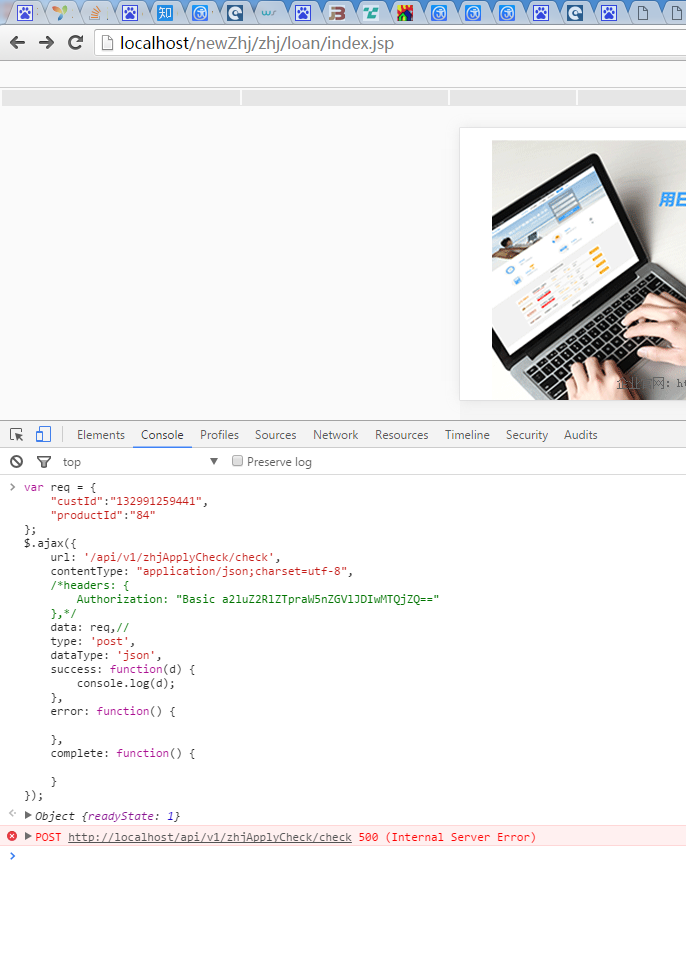 localhost/newZhj/zhj/loan/index.jsp
用E
Elements Console Profiles Sources Network Resources Timeline Security Audits
top Preserve log
var req = {
"custId":"132991259441",
"productId":"84"
};
$.ajax({
url: '/api/v1/zhjApplyCheck/check',
contentType: "application/json;charset=utf-8",
/*headers: {
Authorization: "Basic a2luZ2RlZTpraW5nZGVlJDIwMTQjZQ=="
},*/
data: req,//
type: 'post',
dataType: 'json',
success: function(d) {
console.log(d);
},
error: function() {
},
complete: function() {
}
});
Object {readyState: 1}
POST http://localhost/api/v1/zhjApplyCheck/check 500 (Internal Server Error)